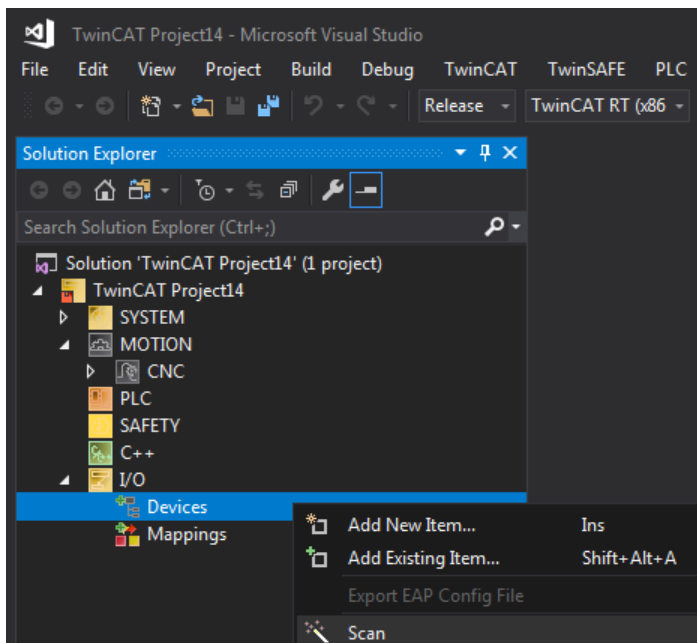 TwinCAT Project14 - Microsoft Visual Studio
File Edit View Project Build Debug TwinCAT TwinSAFE PLC
Release TwinCAT RT (x86
Solution Explorer
Search Solution Explorer (Ctrl+;)
Solution 'TwinCAT Project14' (1 project)
TwinCAT Project14
SYSTEM
MOTION
CNC
PLC
SAFETY
C++
I/O
Devices
Mappings
Add New Item... Ins
Add Existing Item... Shift+Alt+A
Export EAP Config File
Scan